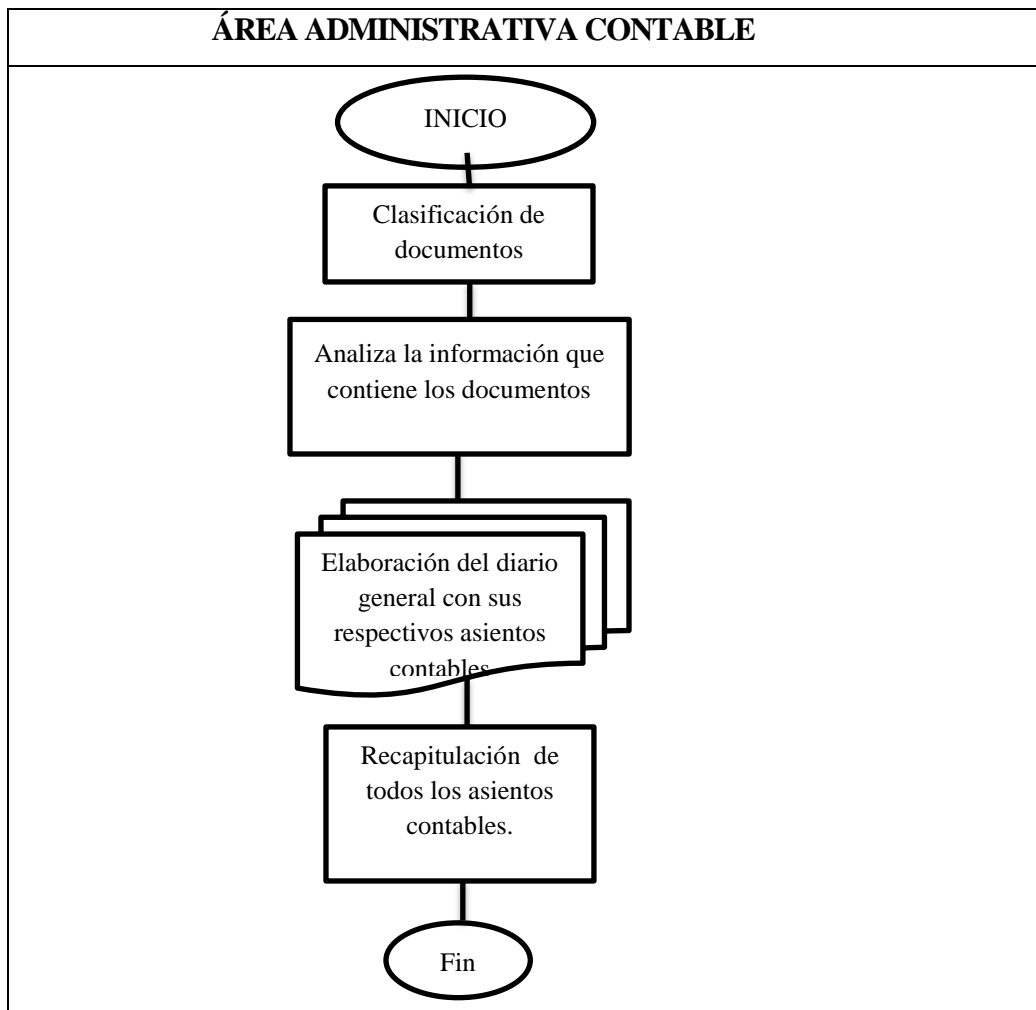 ÁREA ADMINISTRATIVA CONTABLE
INICIO
Clasificación de
documentos
Analiza la información que
contiene los documentos
Elaboración del diario
general con sus
respectivos asientos
contables
Recapitulación de
todos los asientos
contables.
Fin